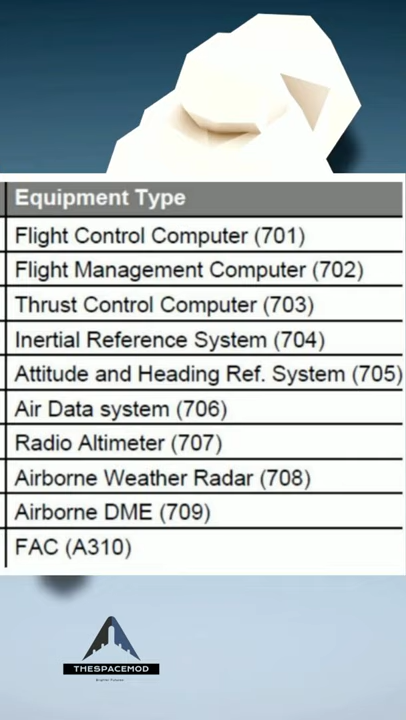 Equipment Type
Flight Control Computer (701)
Flight Management Computer (702)
Thrust Control Computer (703)
Inertial Reference System (704)
Attitude and Heading Ref. System (705)
Air Data system (706)
Radio Altimeter (707)
Airborne Weather Radar (708)
Airborne DME (709)
FAC (A310)
THESPACEMOD
Brighter Futures